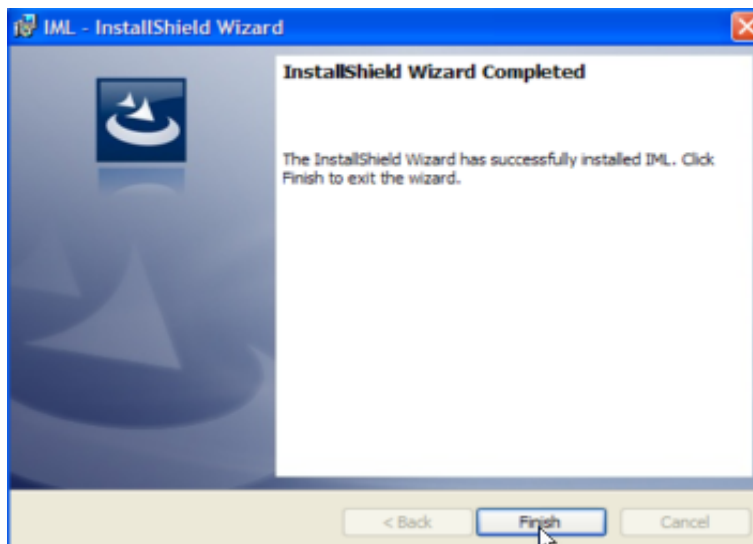 IML - InstallShield Wizard
InstallShield Wizard Completed
The InstallShield Wizard has successfully installed IML. Click
Finish to exit the wizard.
< Back Finish Cancel